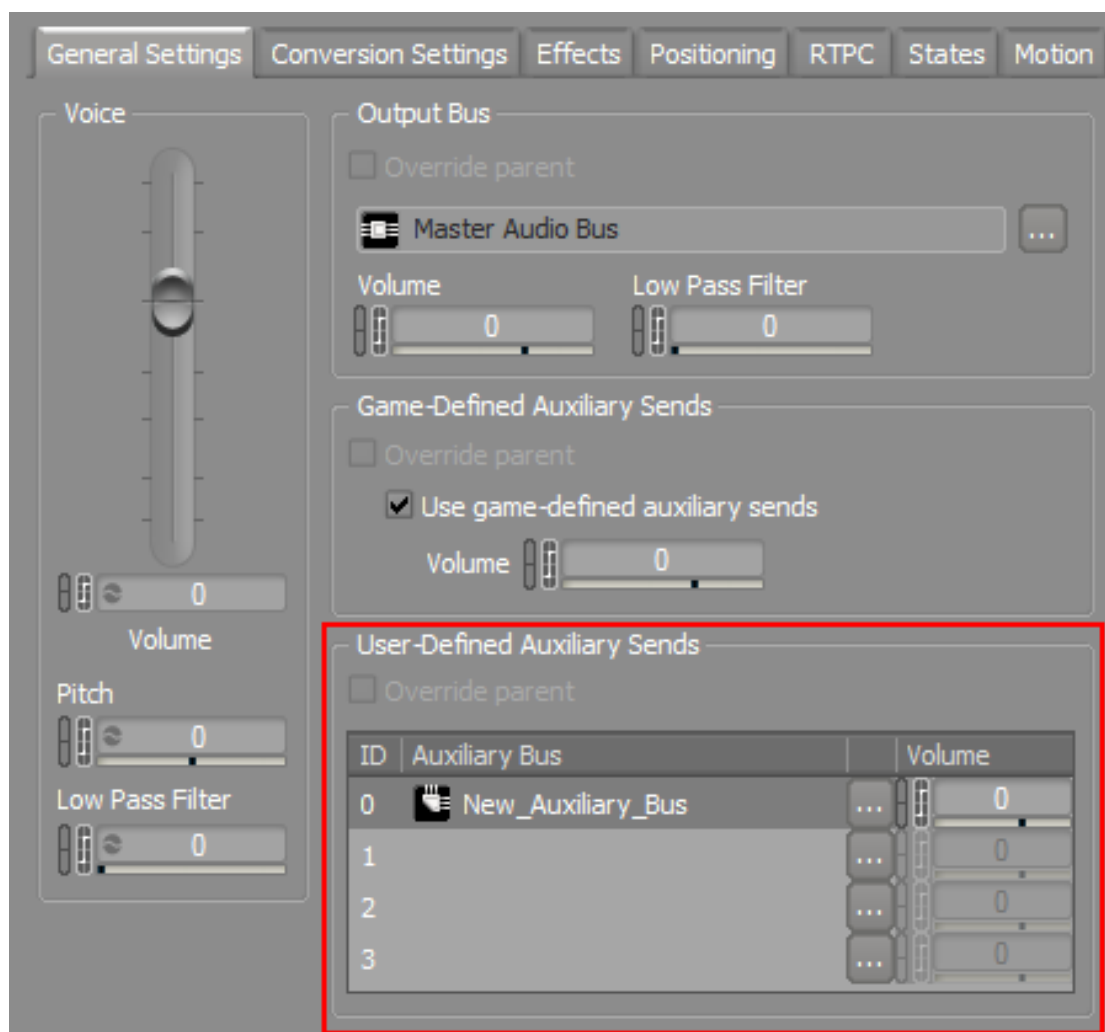 General Settings Conversion Settings Effects Positioning RTPC States Motion
Voice
0
Volume
Pitch
0
Low Pass Filter
0
Output Bus
Override parent
Master Audio Bus ...
Volume Low Pass Filter
0 0
Game-Defined Auxiliary Sends
Override parent
Use game-defined auxiliary sends
Volume 0
User-Defined Auxiliary Sends
Override parent
ID Auxiliary Bus Volume
0 New_Auxiliary_Bus ... 0
1 ... 0
2 ... 0
3 ... 0